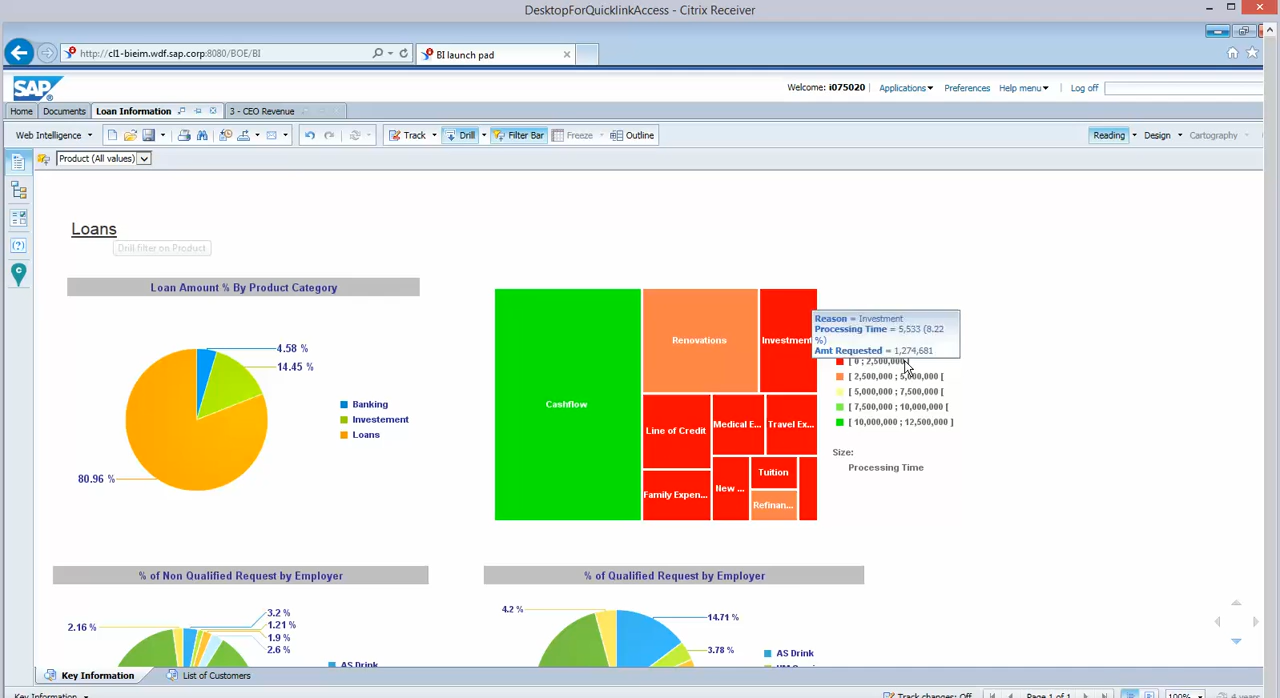 DesktopForQuicklinkAccess - Citrix Receiver
http://cl1-bieim.wdf.sap.corp:8080/BOE/BI
BI launch pad
SAP
Welcome: i075020 Applications Preferences Help menu Log off
Home Documents Loan Information 3 - CEO Revenue
Web Intelligence Track Drill Filter Bar Freeze Outline Reading Design Cartography
Product (All values)
Loans
Drill filter on Product
Loan Amount % By Product Category
4.58 %
14.45 %
80.96 %
Banking
Investement
Loans
Cashflow
Renovations
Investment
Line of Credit
Medical E...
Travel Ex...
Family Expen...
New ...
Tuition
Refinan...
Reason = Investment
Processing Time = 5,533 (8.22
%)
Amt Requested = 1,274,681
[ 0 ; 2,500,000 [
[ 2,500,000 ; 5,000,000 [
[ 5,000,000 ; 7,500,000 [
[ 7,500,000 ; 10,000,000 [
[ 10,000,000 ; 12,500,000 ]
Size:
Processing Time
% of Non Qualified Request by Employer
2.16 %
3.2 %
1.21 %
1.9 %
2.6 %
AS Drink
% of Qualified Request by Employer
4.2 %
14.71 %
3.78 %
AS Drink
Key Information List of Customers
Key Information Track changes: Off Page 1 of 1 100% 4 years